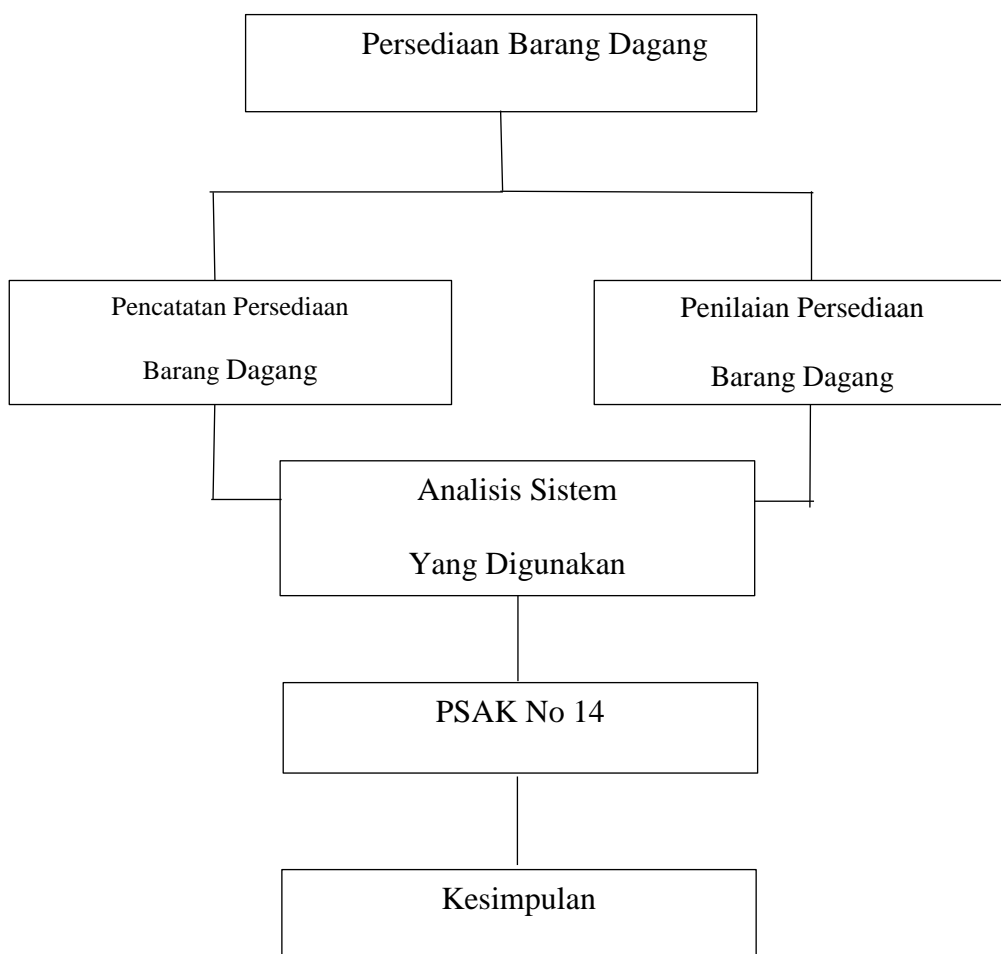 Persediaan Barang Dagang
Pencatatan Persediaan
Barang Dagang
Penilaian Persediaan
Barang Dagang
Analisis Sistem
Yang Digunakan
PSAK No 14
Kesimpulan